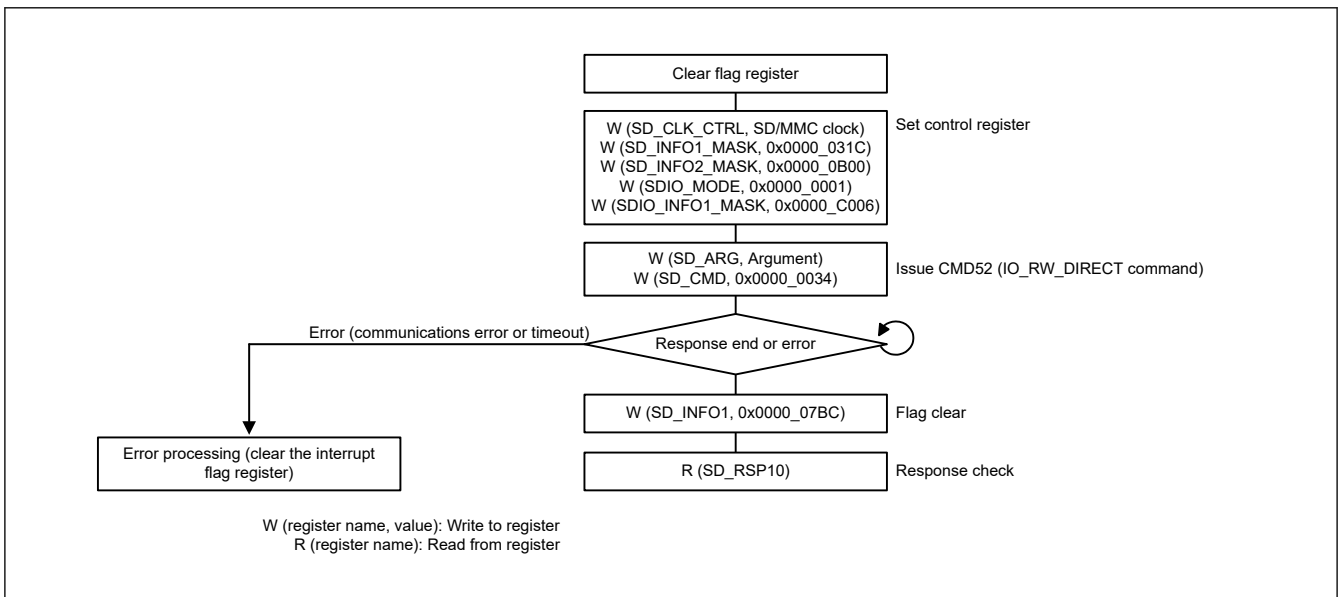 Clear flag register
W (SD_CLK_CTRL, SD/MMC clock)
W (SD_INFO1_MASK, 0x0000_031C)
W (SD_INFO2_MASK, 0x0000_0B00)
W (SDIO_MODE, 0x0000_0001)
W (SDIO_INFO1_MASK, 0x0000_C006)
Set control register
W (SD_ARG, Argument)
W (SD_CMD, 0x0000_0034)
Issue CMD52 (IO_RW_DIRECT command)
Error (communications error or timeout)
Response end or error
W (SD_INFO1, 0x0000_07BC)
Flag clear
Error processing (clear the interrupt
flag register)
R (SD_RSP10)
Response check
W (register name, value): Write to register
R (register name): Read from register